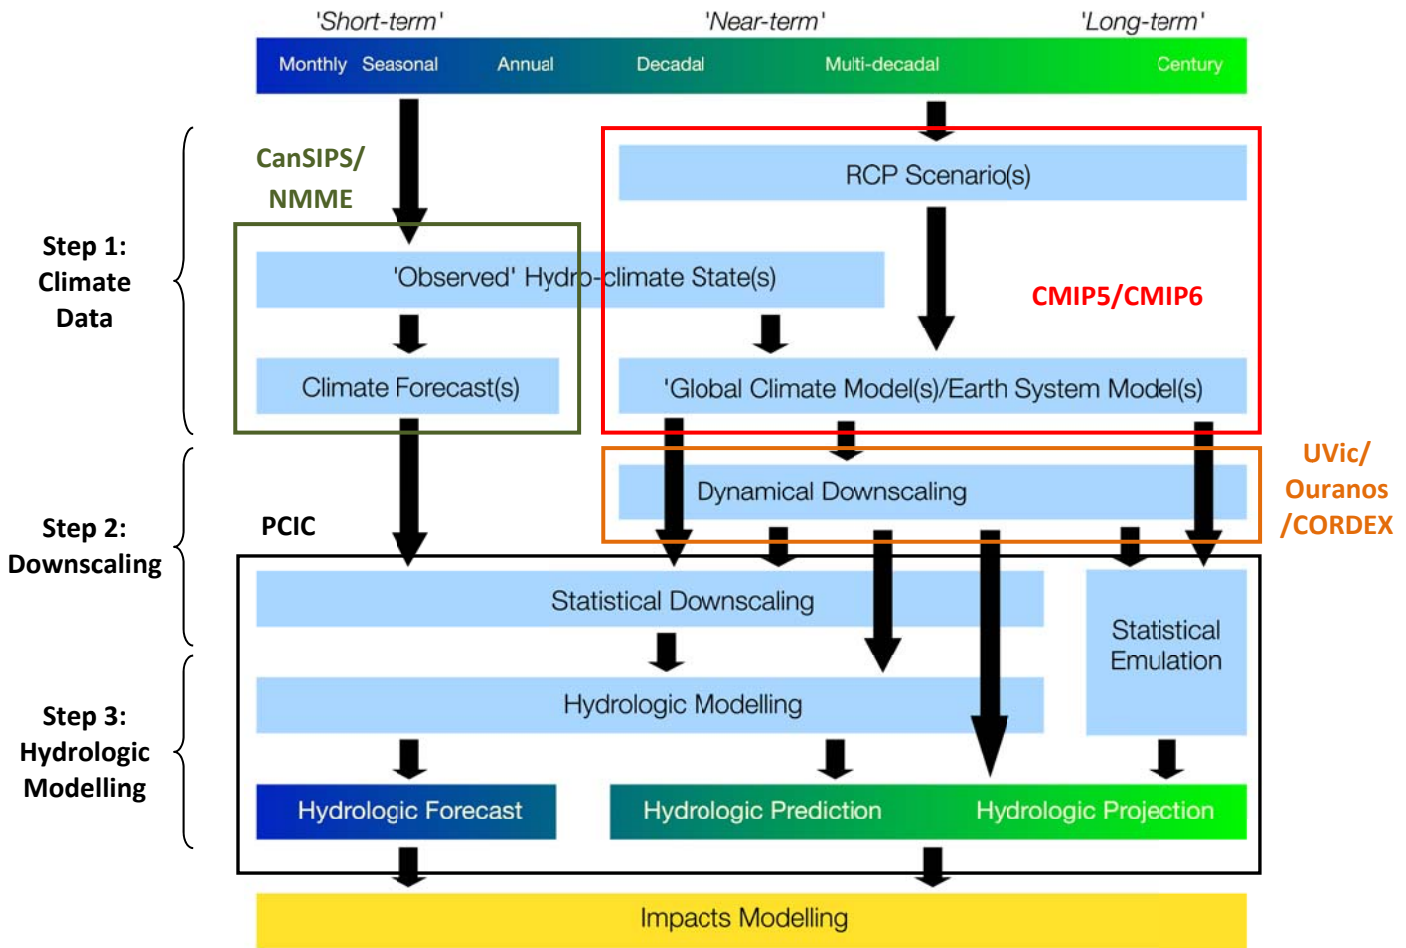 'Short-term' 'Near-term' 'Long-term'
Monthly Seasonal Annual Decadal Multi-decadal Century
CanSIPS/
NMME
RCP Scenario(s)
Step 1:
Climate
Data
'Observed' Hydro-climate State(s)
CMIP5/CMIP6
Climate Forecast(s)
'Global Climate Model(s)/Earth System Model(s)
UVic/
Ouranos
/CORDEX
Dynamical Downscaling
Step 2:
Downscaling
PCIC
Statistical Downscaling
Statistical
Emulation
Hydrologic Modelling
Step 3:
Hydrologic
Modelling
Hydrologic Forecast
Hydrologic Prediction
Hydrologic Projection
Impacts Modelling